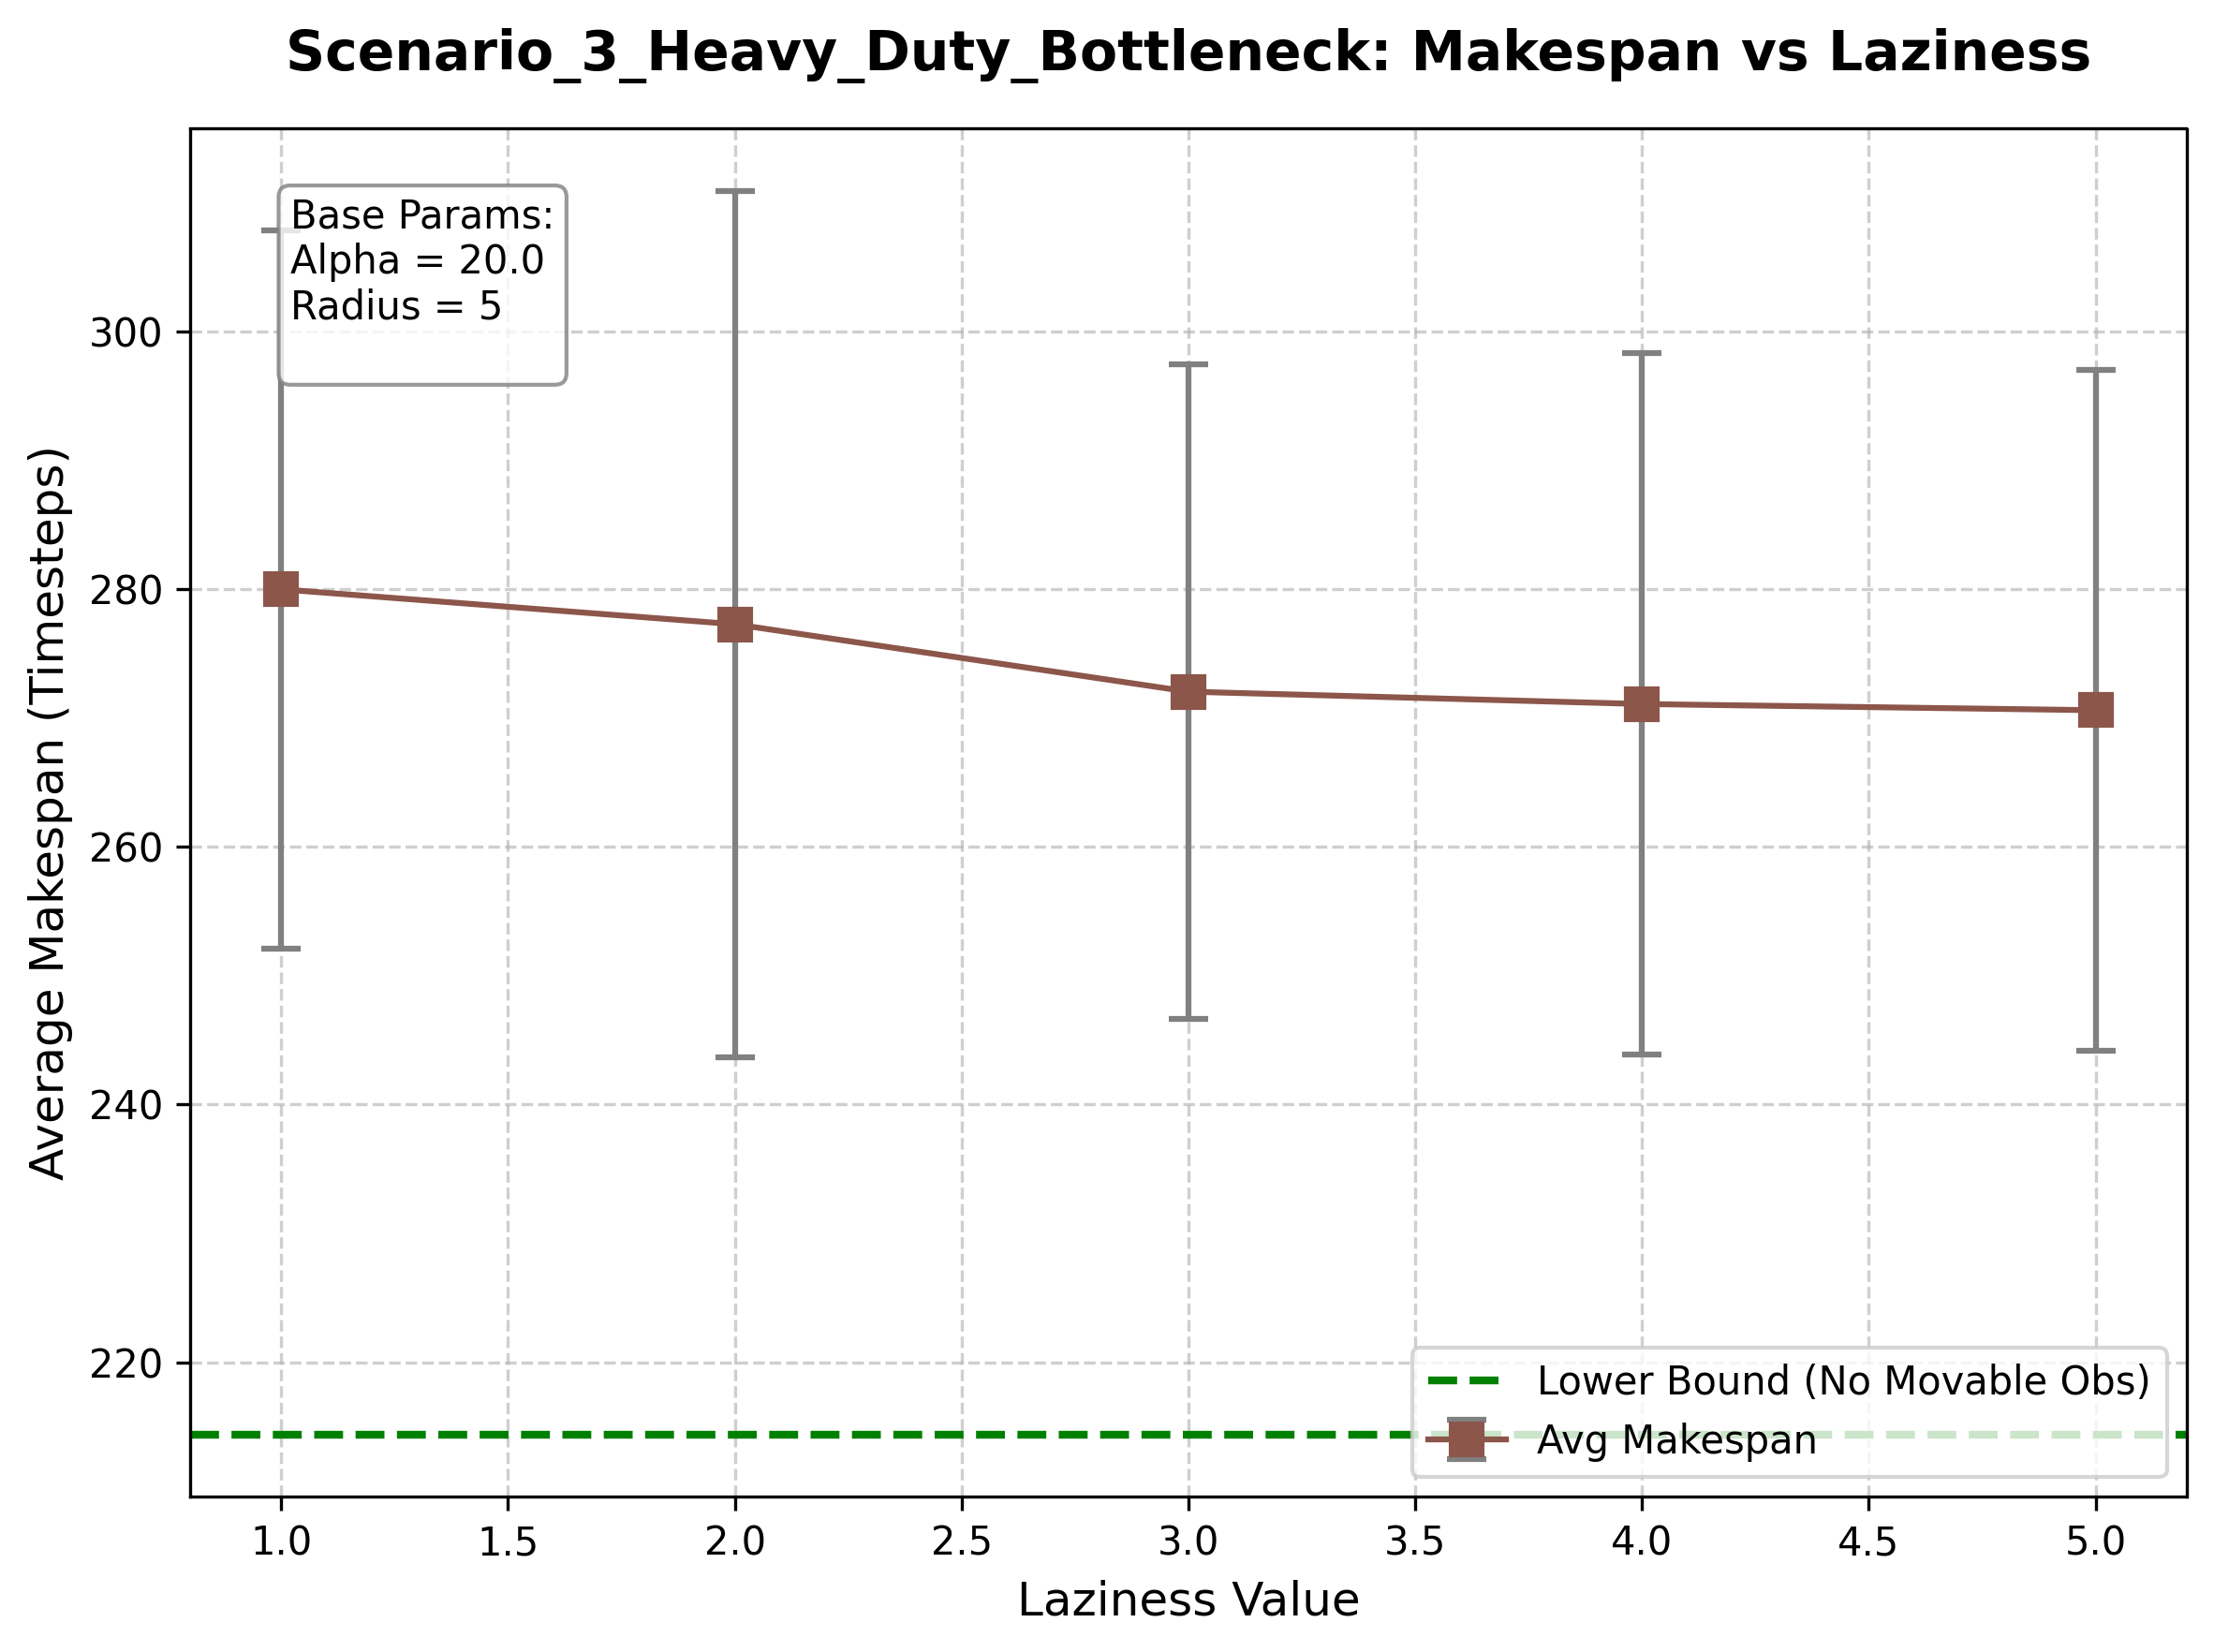 Scenario_3_Heavy_Duty_Bottleneck: Makespan vs Laziness
Base Params:
Alpha = 20.0
Radius = 5
Average Makespan (Timesteps)
300
280
260
240
220
Lower Bound (No Movable Obs)
Avg Makespan
1.0 1.5 2.0 2.5 3.0 3.5 4.0 4.5 5.0
Laziness Value